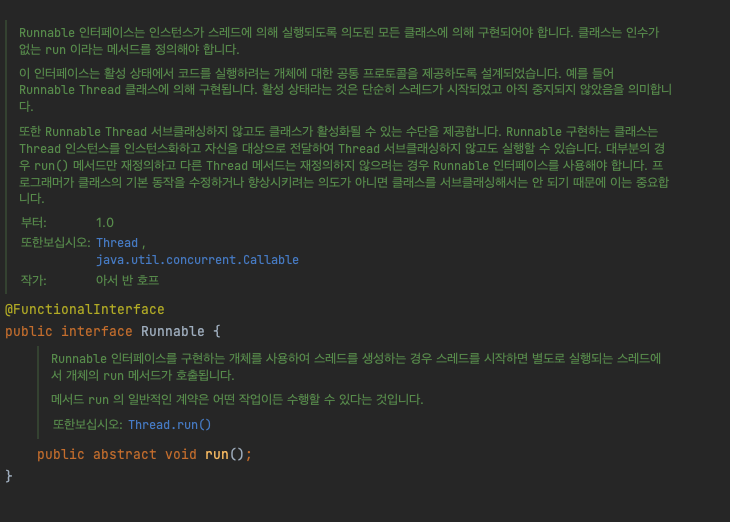 Runnable 인터페이스는 인스턴스가 스레드에 의해 실행되도록 의도된 모든 클래스에 의해 구현되어야 합니다. 클래스는 인수가
없는 run 이라는 메서드를 정의해야 합니다.
이 인터페이스는 활성 상태에서 코드를 실행하려는 개체에 대한 공통 프로토콜을 제공하도록 설계되었습니다. 예를 들어
Runnable Thread 클래스에 의해 구현됩니다. 활성 상태라는 것은 단순히 스레드가 시작되었고 아직 중지되지 않았음을 의미합니
다.
또한 Runnable Thread 서브클래싱하지 않고도 클래스가 활성화될 수 있는 수단을 제공합니다. Runnable 구현하는 클래스는
Thread 인스턴스를 인스턴스화하고 자신을 대상으로 전달하여 Thread 서브클래싱하지 않고도 실행할 수 있습니다. 대부분의 경
우 run() 메서드만 재정의하고 다른 Thread 메서드는 재정의하지 않으려는 경우 Runnable 인터페이스를 사용해야 합니다. 프
로그래머가 클래스의 기본 동작을 수정하거나 향상시키려는 의도가 아니면 클래스를 서브클래싱해서는 안 되기 때문에 이는 중요합
니다.
부터: 1.0
또한보십시오: Thread ,
java.util.concurrent.Callable
작가: 아서 반 호프
@FunctionalInterface
public interface Runnable {
Runnable 인터페이스를 구현하는 개체를 사용하여 스레드를 생성하는 경우 스레드를 시작하면 별도로 실행되는 스레드에
서 개체의 run 메서드가 호출됩니다.
메서드 run 의 일반적인 계약은 어떤 작업이든 수행할 수 있다는 것입니다.
또한보십시오: Thread.run()
public abstract void run();
}